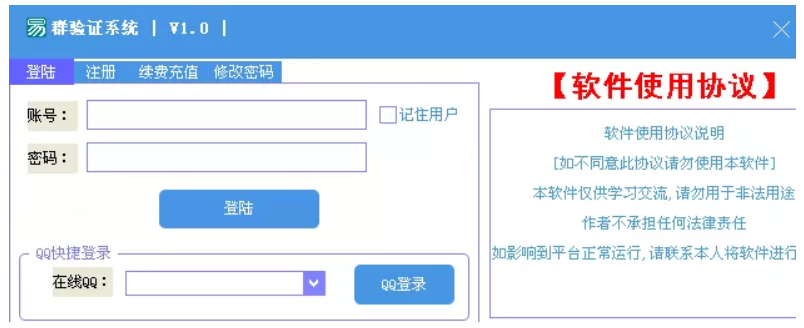 群验证系统 | V1.0 |
登陆 注册 续费充值 修改密码
账号：
记住用户
密码：
登陆
QQ快捷登录
在线QQ：
QQ登录
【软件使用协议】
软件使用协议说明
[如不同意此协议请勿使用本软件]
本软件仅供学习交流,请勿用于非法用途
作者不承担任何法律责任
如影响到平台正常运行,请联系本人将软件进行